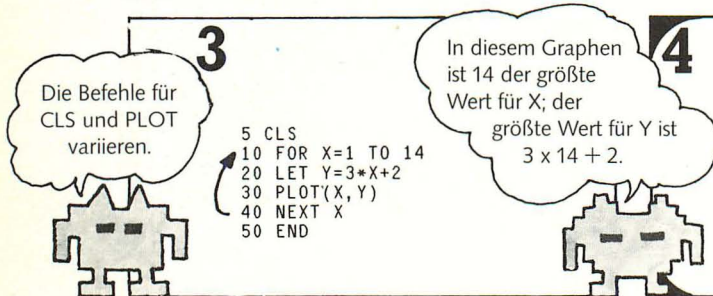 3
4
Die Befehle für
CLS und PLOT
variieren.
5 CLS
10 FOR X=1 TO 14
20 LET Y=3*X+2
30 PLOT(X,Y)
40 NEXT X
50 END
In diesem Graphen
ist 14 der größte
Wert für X; der
größte Wert für Y ist
3 x 14 + 2.